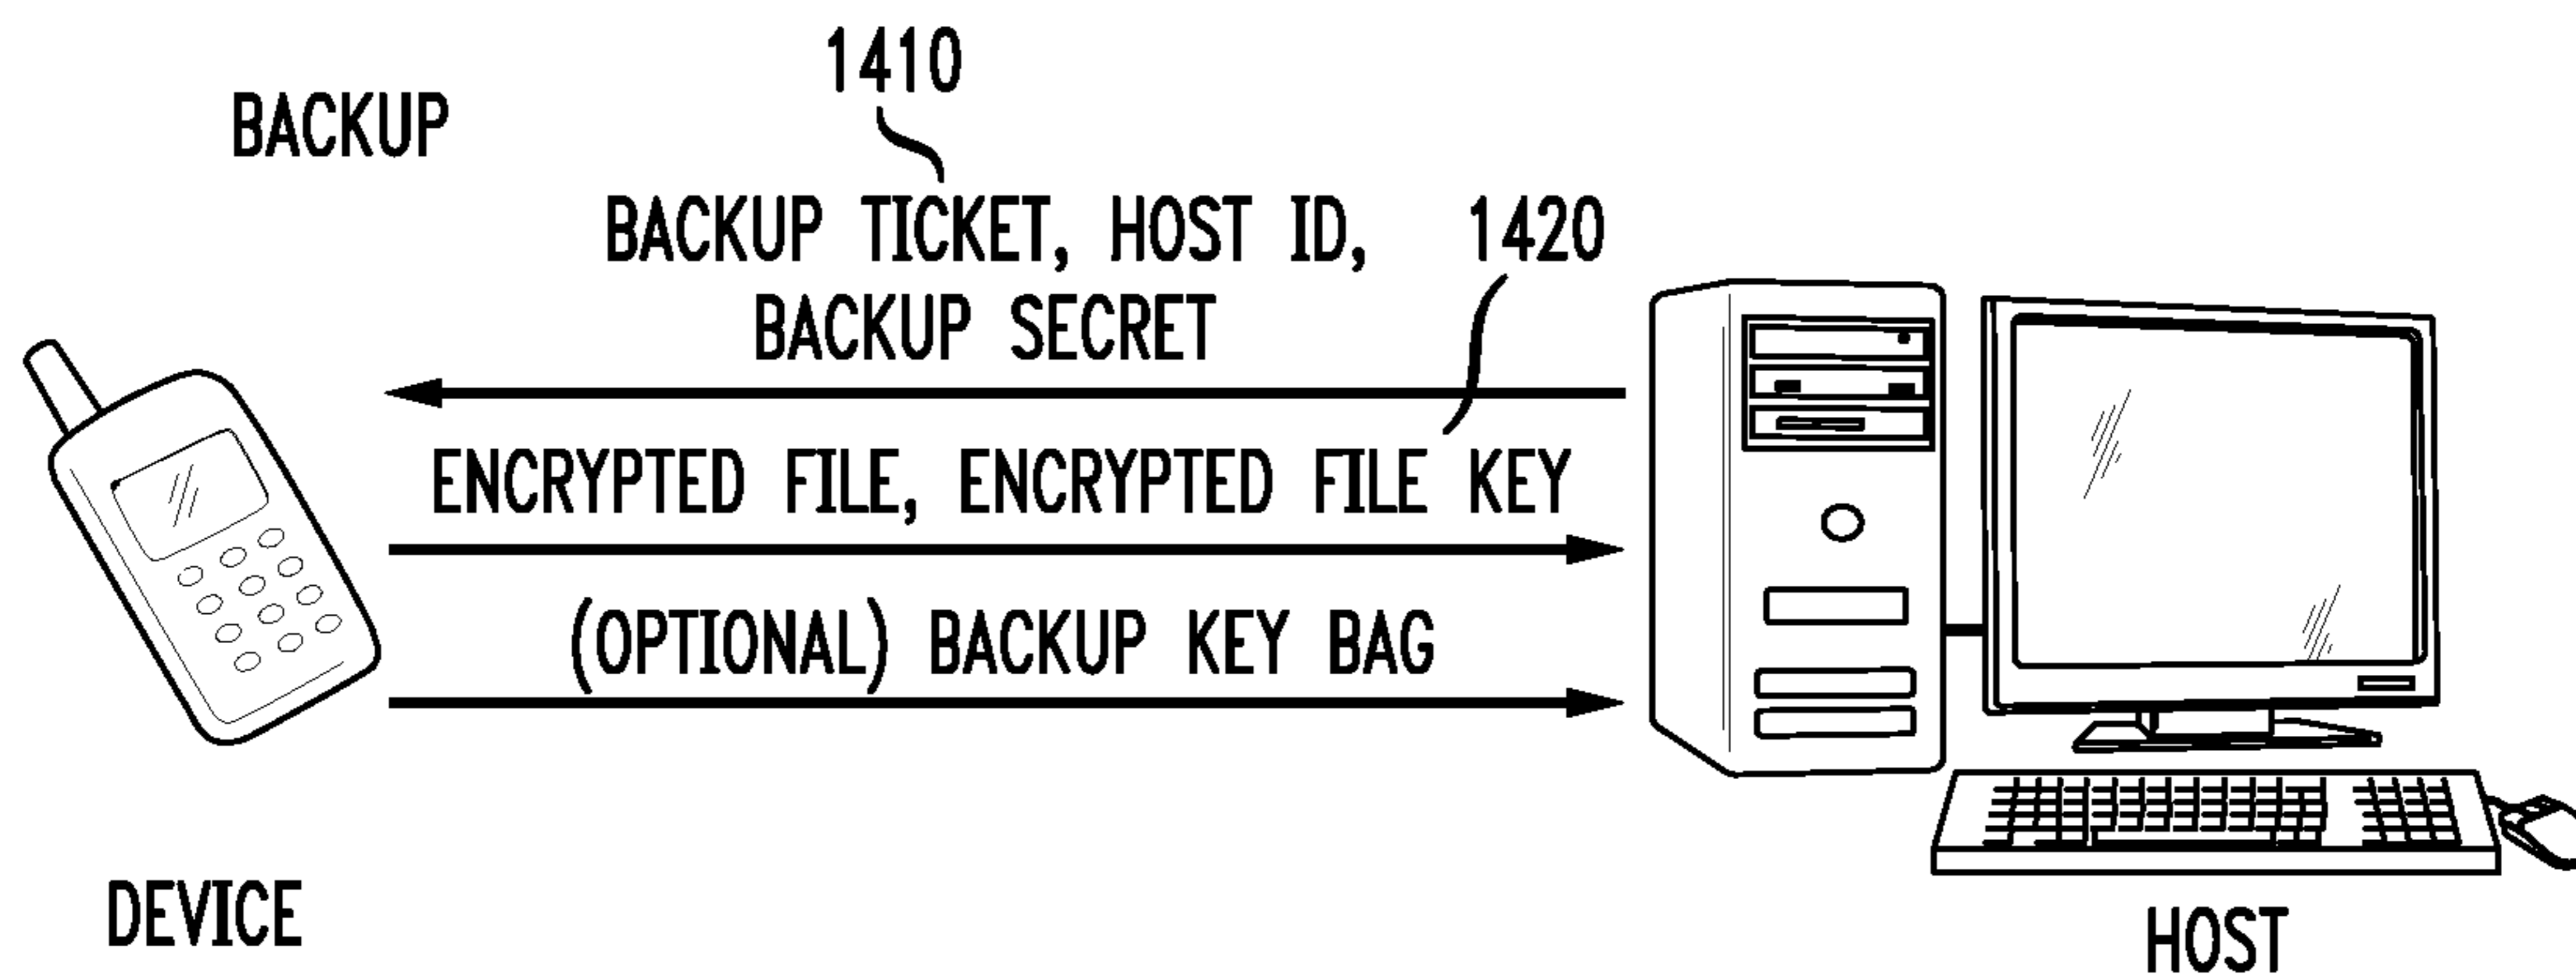 1410
BACKUP
BACKUP TICKET, HOST ID,
1420
BACKUP SECRET
ENCRYPTED FILE, ENCRYPTED FILE KEY
(OPTIONAL) BACKUP KEY BAG
DEVICE
HOST